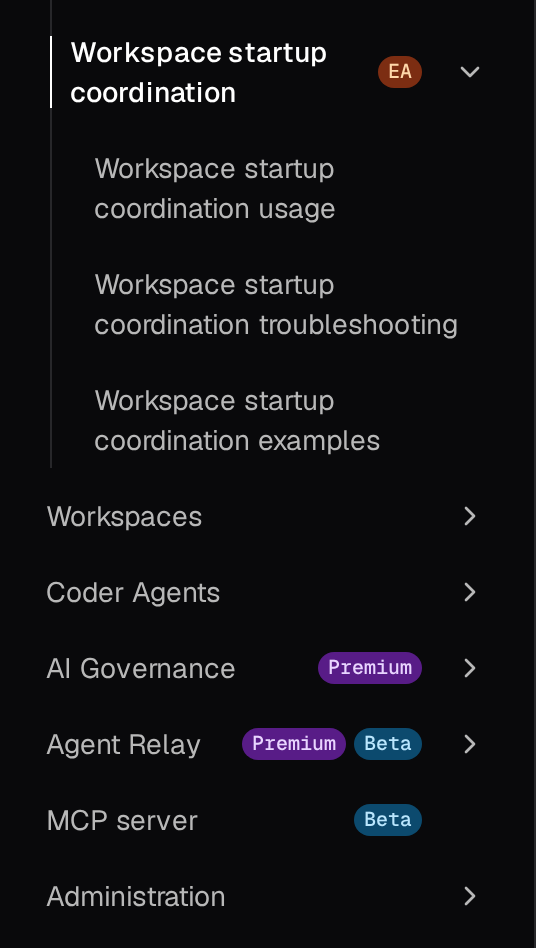 Workspace startup
coordination
EA
Workspace startup
coordination usage
Workspace startup
coordination troubleshooting
Workspace startup
coordination examples
Workspaces
Coder Agents
AI Governance Premium
Agent Relay Premium Beta
MCP server Beta
Administration